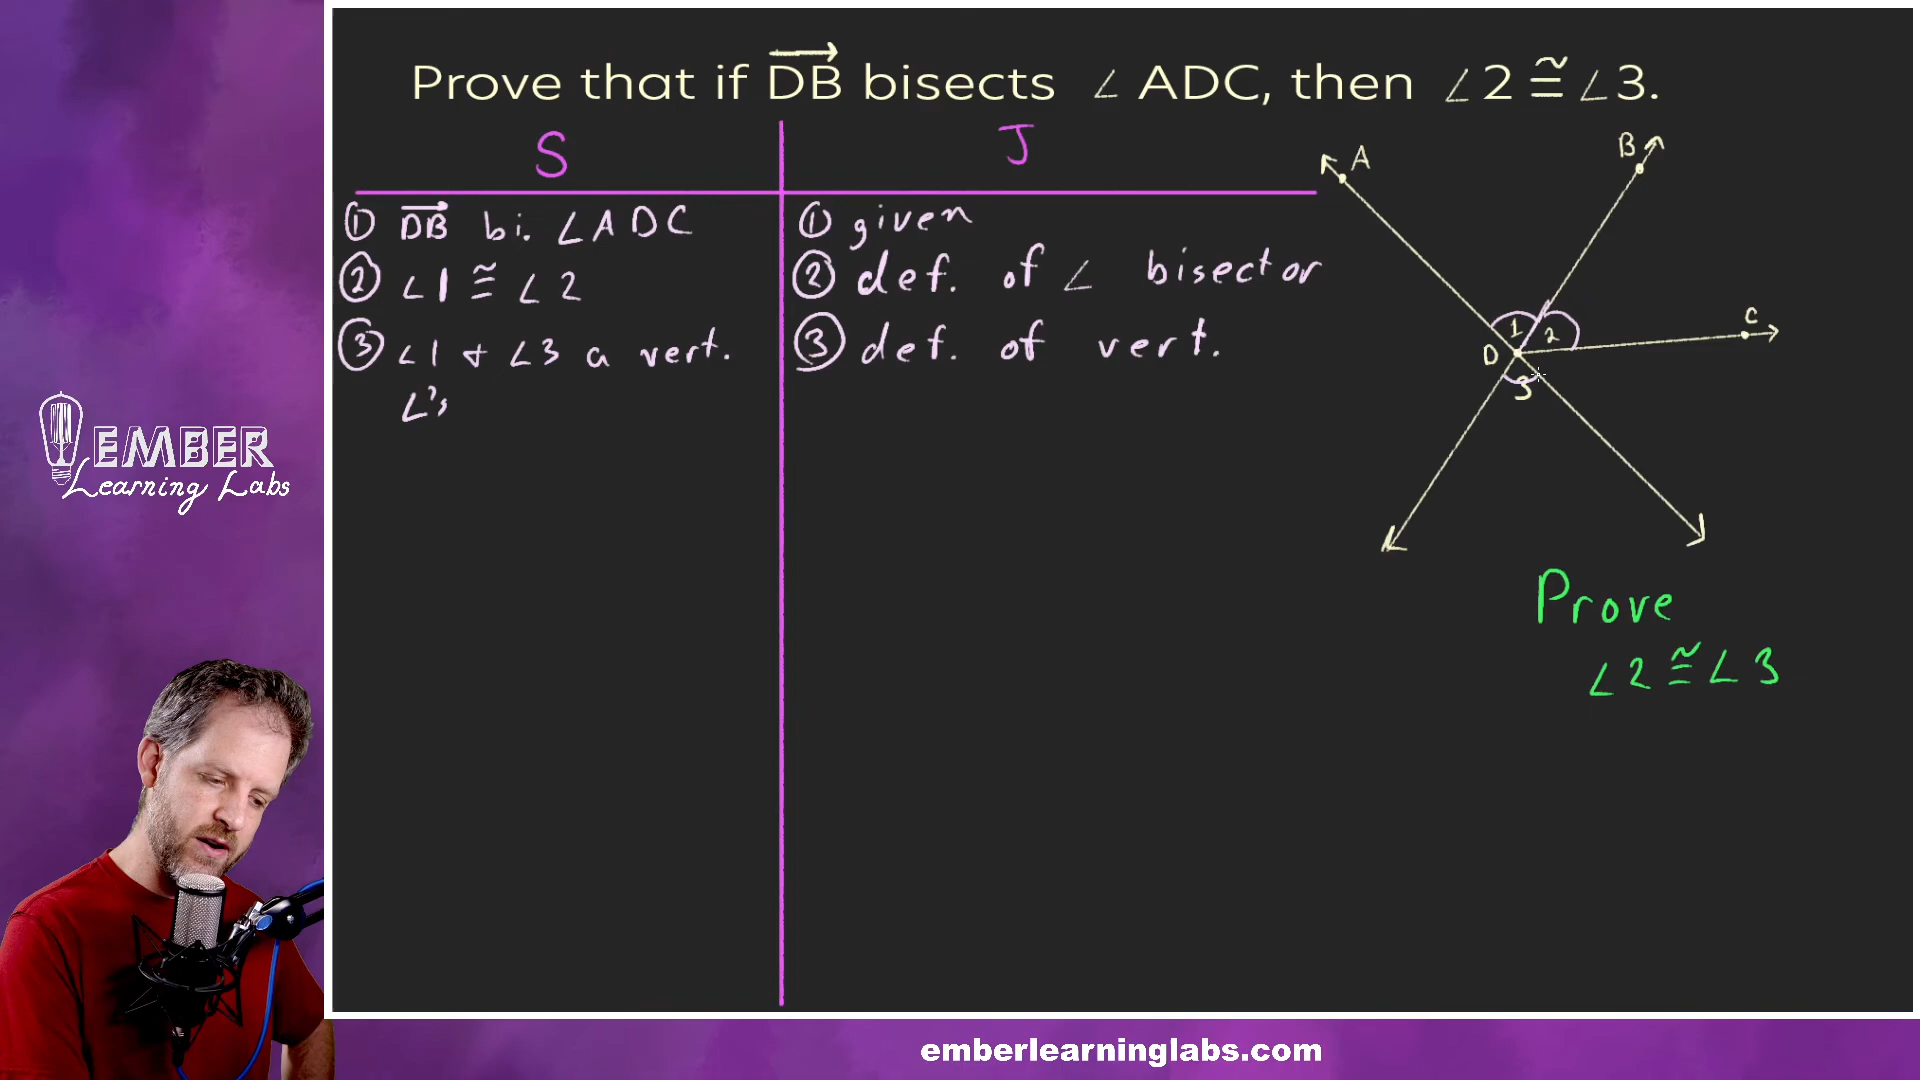 Prove that if DB bisects ∠ ADC, then ∠2 ≅ ∠3.
S J
① DB bi. ∠ADC
① given
② ∠1 ≅ ∠2
② def. of ∠ bisector
③ ∠1 + ∠3 a vert.
∠'s
③ def. of vert.
A
B
C
D
1
2
3
Prove
∠2 ≅ ∠3
EMBER
Learning Labs
emberlearninglabs.com